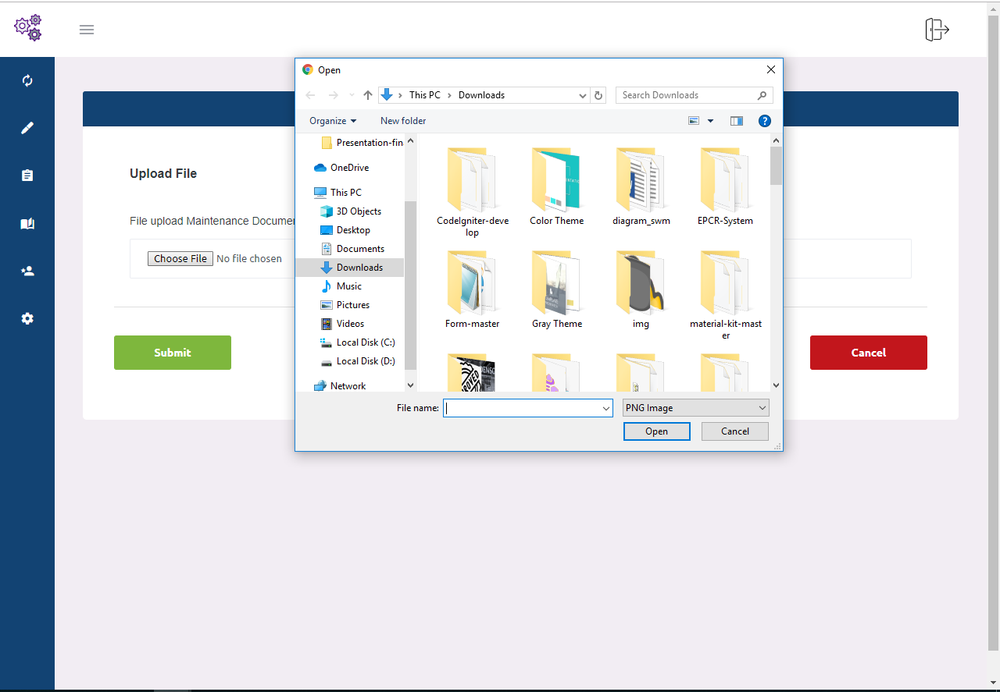 Open
This PC
Downloads
Search Downloads
Organize
New folder
Presentation-fin
OneDrive
This PC
3D Objects
Desktop
Documents
Downloads
Music
Pictures
Videos
Local Disk (C:)
Local Disk (D:)
Network
CodeIgniter-deve
lop
Color Theme
diagram_swm
EPCR-System
Form-master
Gray Theme
img
material-kit-mast
er
File name:
PNG Image
Open
Cancel
Upload File
File upload Maintenance Documen
Choose File No file chosen
Submit
Cancel